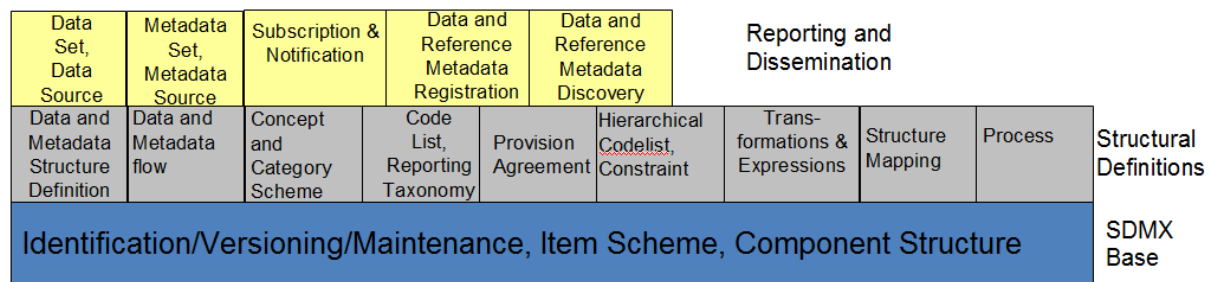 Data
Set,
Data
Source
Metadata
Set,
Metadata
Source
Subscription &
Notification
Data and
Reference
Metadata
Registration
Data and
Reference
Metadata
Discovery
Reporting and
Dissemination
Data and
Metadata
Structure
Definition
Data and
Metadata
flow
Concept
and
Category
Scheme
Code
List,
Reporting
Taxonomy
Provision
Agreement
Hierarchical
Codelist,
Constraint
Trans-
formations &
Expressions
Structure
Mapping
Process
Structural
Definitions
Identification/Versioning/Maintenance, Item Scheme, Component Structure
SDMX
Base